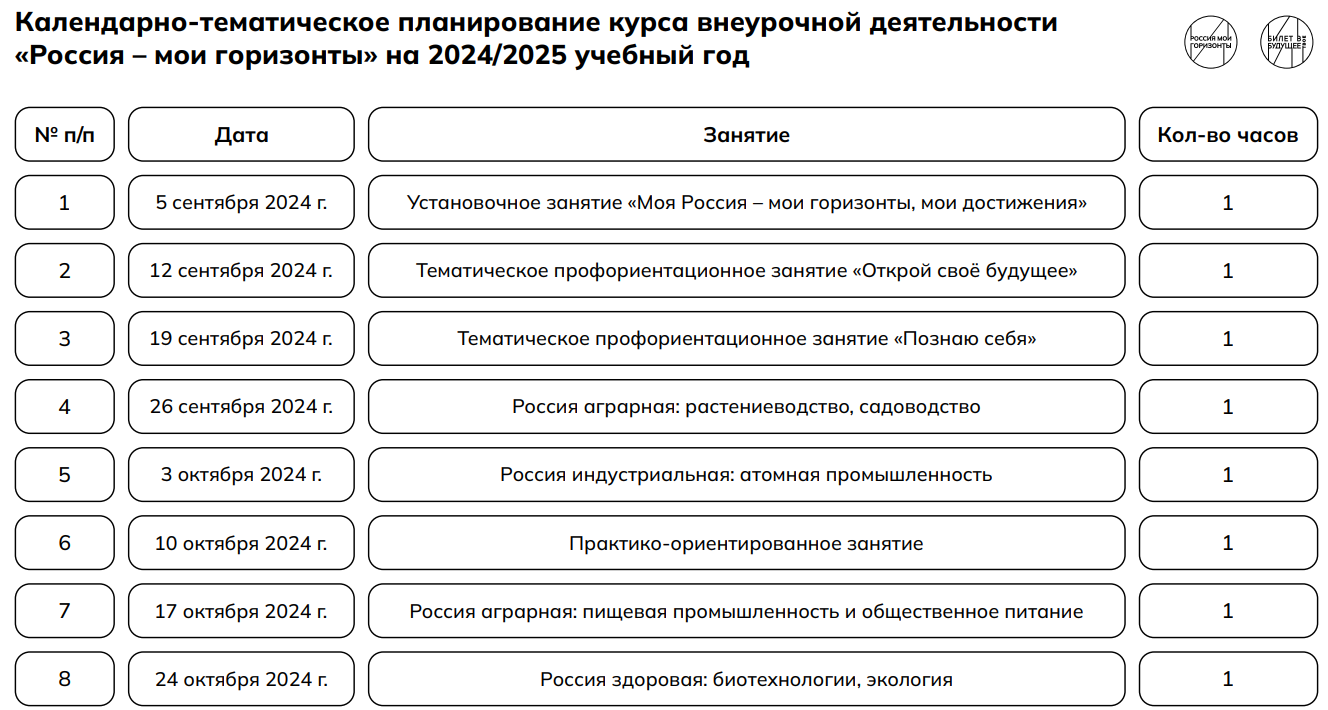 Календарно-тематическое планирование курса внеурочной деятельности
«Россия – мои горизонты» на 2024/2025 учебный год
РОССИЯ МОИ
ГОРИЗОНТЫ
БИЛЕТ В
БУДУЩЕЕ
№ п/п Дата Занятие Кол-во часов
1 5 сентября 2024 г. Установочное занятие «Моя Россия – мои горизонты, мои достижения» 1
2 12 сентября 2024 г. Тематическое профориентационное занятие «Открой своё будущее» 1
3 19 сентября 2024 г. Тематическое профориентационное занятие «Познаю себя» 1
4 26 сентября 2024 г. Россия аграрная: растениеводство, садоводство 1
5 3 октября 2024 г. Россия индустриальная: атомная промышленность 1
6 10 октября 2024 г. Практико-ориентированное занятие 1
7 17 октября 2024 г. Россия аграрная: пищевая промышленность и общественное питание 1
8 24 октября 2024 г. Россия здоровая: биотехнологии, экология 1